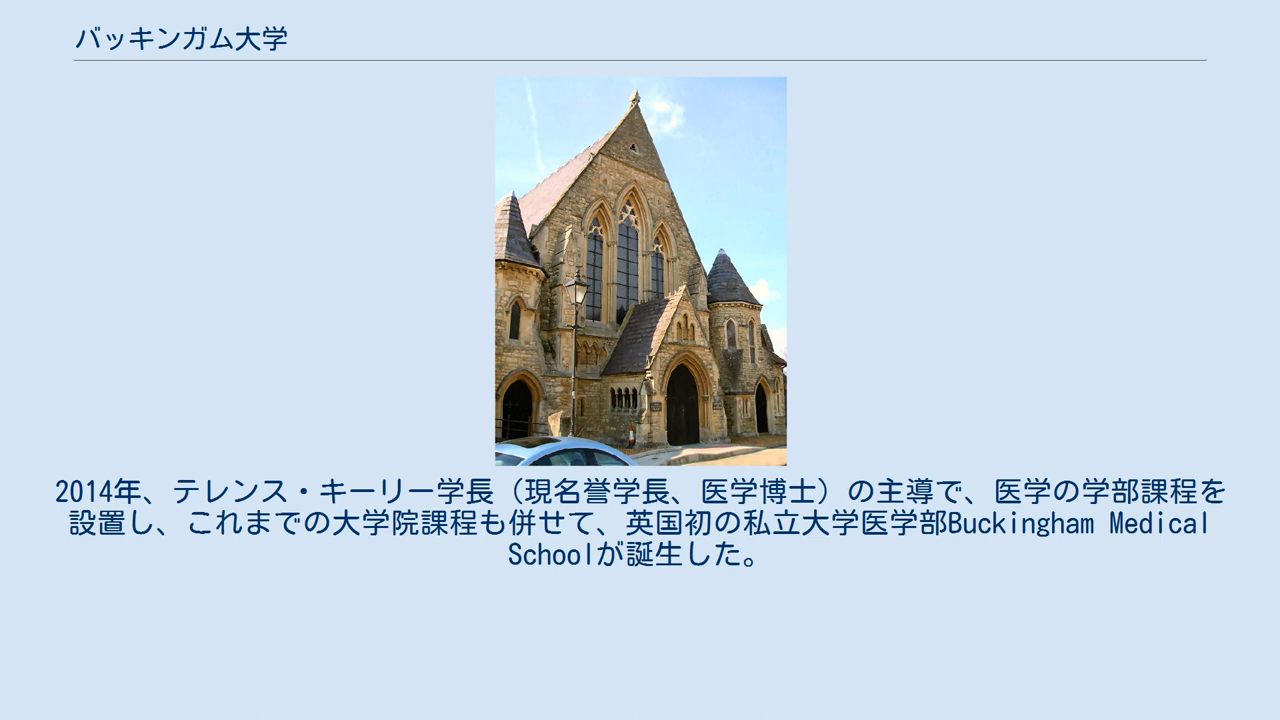 バッキンガム大学
2014年、テレンス・キーリー学長（現名誉学長、医学博士）の主導で、医学の学部課程を
設置し、これまでの大学院課程も併せて、英国初の私立大学医学部Buckingham Medical
Schoolが誕生した。